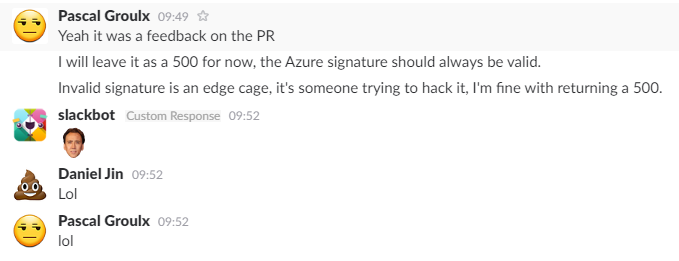 Pascal Groulx 09:49
Yeah it was a feedback on the PR
I will leave it as a 500 for now, the Azure signature should always be valid.
Invalid signature is an edge cage, it's someone trying to hack it, I'm fine with returning a 500.
slackbot Custom Response 09:52
Daniel Jin 09:52
Lol
Pascal Groulx 09:52
lol